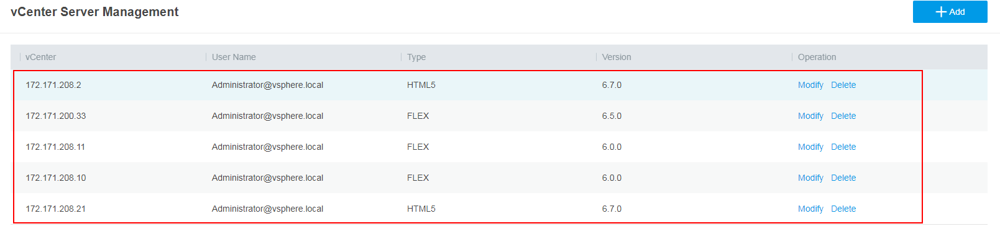 vCenter Server Management
Add
vCenter User Name Type Version Operation
172.171.208.2 Administrator@vsphere.local HTML5 6.7.0 Modify Delete
172.171.200.33 Administrator@vsphere.local FLEX 6.5.0 Modify Delete
172.171.208.11 Administrator@vsphere.local FLEX 6.0.0 Modify Delete
172.171.208.10 Administrator@vsphere.local FLEX 6.0.0 Modify Delete
172.171.208.21 Administrator@vsphere.local HTML5 6.7.0 Modify Delete